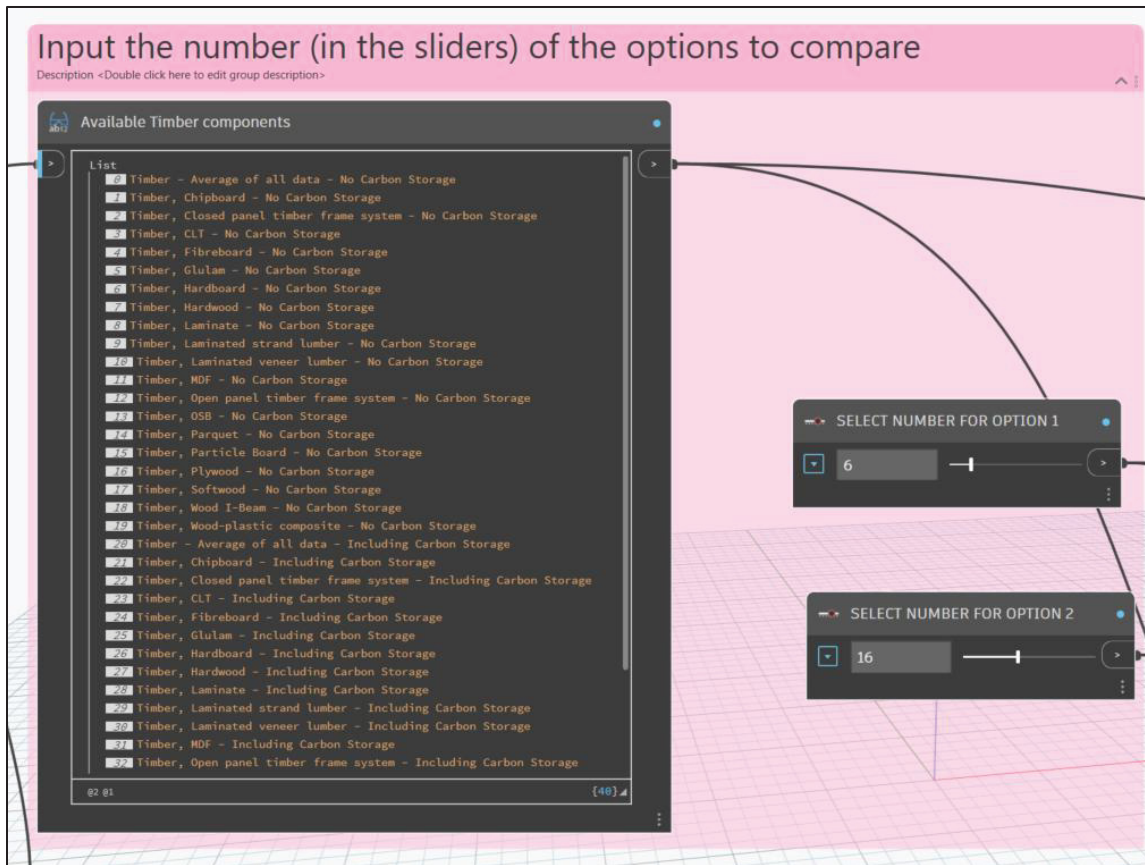 Input the number (in the sliders) of the options to compare
Description <Double click here to edit group description>
Available Timber components
>
>
List
0 Timber - Average of all data - No Carbon Storage
1 Timber, Chipboard - No Carbon Storage
2 Timber, Closed panel timber frame system - No Carbon Storage
3 Timber, CLT - No Carbon Storage
4 Timber, Fibreboard - No Carbon Storage
5 Timber, Glulam - No Carbon Storage
6 Timber, Hardboard - No Carbon Storage
7 Timber, Hardwood - No Carbon Storage
8 Timber, Laminate - No Carbon Storage
9 Timber, Laminated strand lumber - No Carbon Storage
10 Timber, Laminated veneer lumber - No Carbon Storage
11 Timber, MDF - No Carbon Storage
12 Timber, Open panel timber frame system - No Carbon Storage
13 Timber, OSB - No Carbon Storage
14 Timber, Parquet - No Carbon Storage
15 Timber, Particle Board - No Carbon Storage
16 Timber, Plywood - No Carbon Storage
17 Timber, Softwood - No Carbon Storage
18 Timber, Wood I-Beam - No Carbon Storage
19 Timber, Wood-plastic composite - No Carbon Storage
20 Timber - Average of all data - Including Carbon Storage
21 Timber, Chipboard - Including Carbon Storage
22 Timber, Closed panel timber frame system - Including Carbon Storage
23 Timber, CLT - Including Carbon Storage
24 Timber, Fibreboard - Including Carbon Storage
25 Timber, Glulam - Including Carbon Storage
26 Timber, Hardboard - Including Carbon Storage
27 Timber, Hardwood - Including Carbon Storage
28 Timber, Laminate - Including Carbon Storage
29 Timber, Laminated strand lumber - Including Carbon Storage
30 Timber, Laminated veneer lumber - Including Carbon Storage
31 Timber, MDF - Including Carbon Storage
32 Timber, Open panel timber frame system - Including Carbon Storage
@2 @1 {40}
SELECT NUMBER FOR OPTION 1
6 >
SELECT NUMBER FOR OPTION 2
16 >